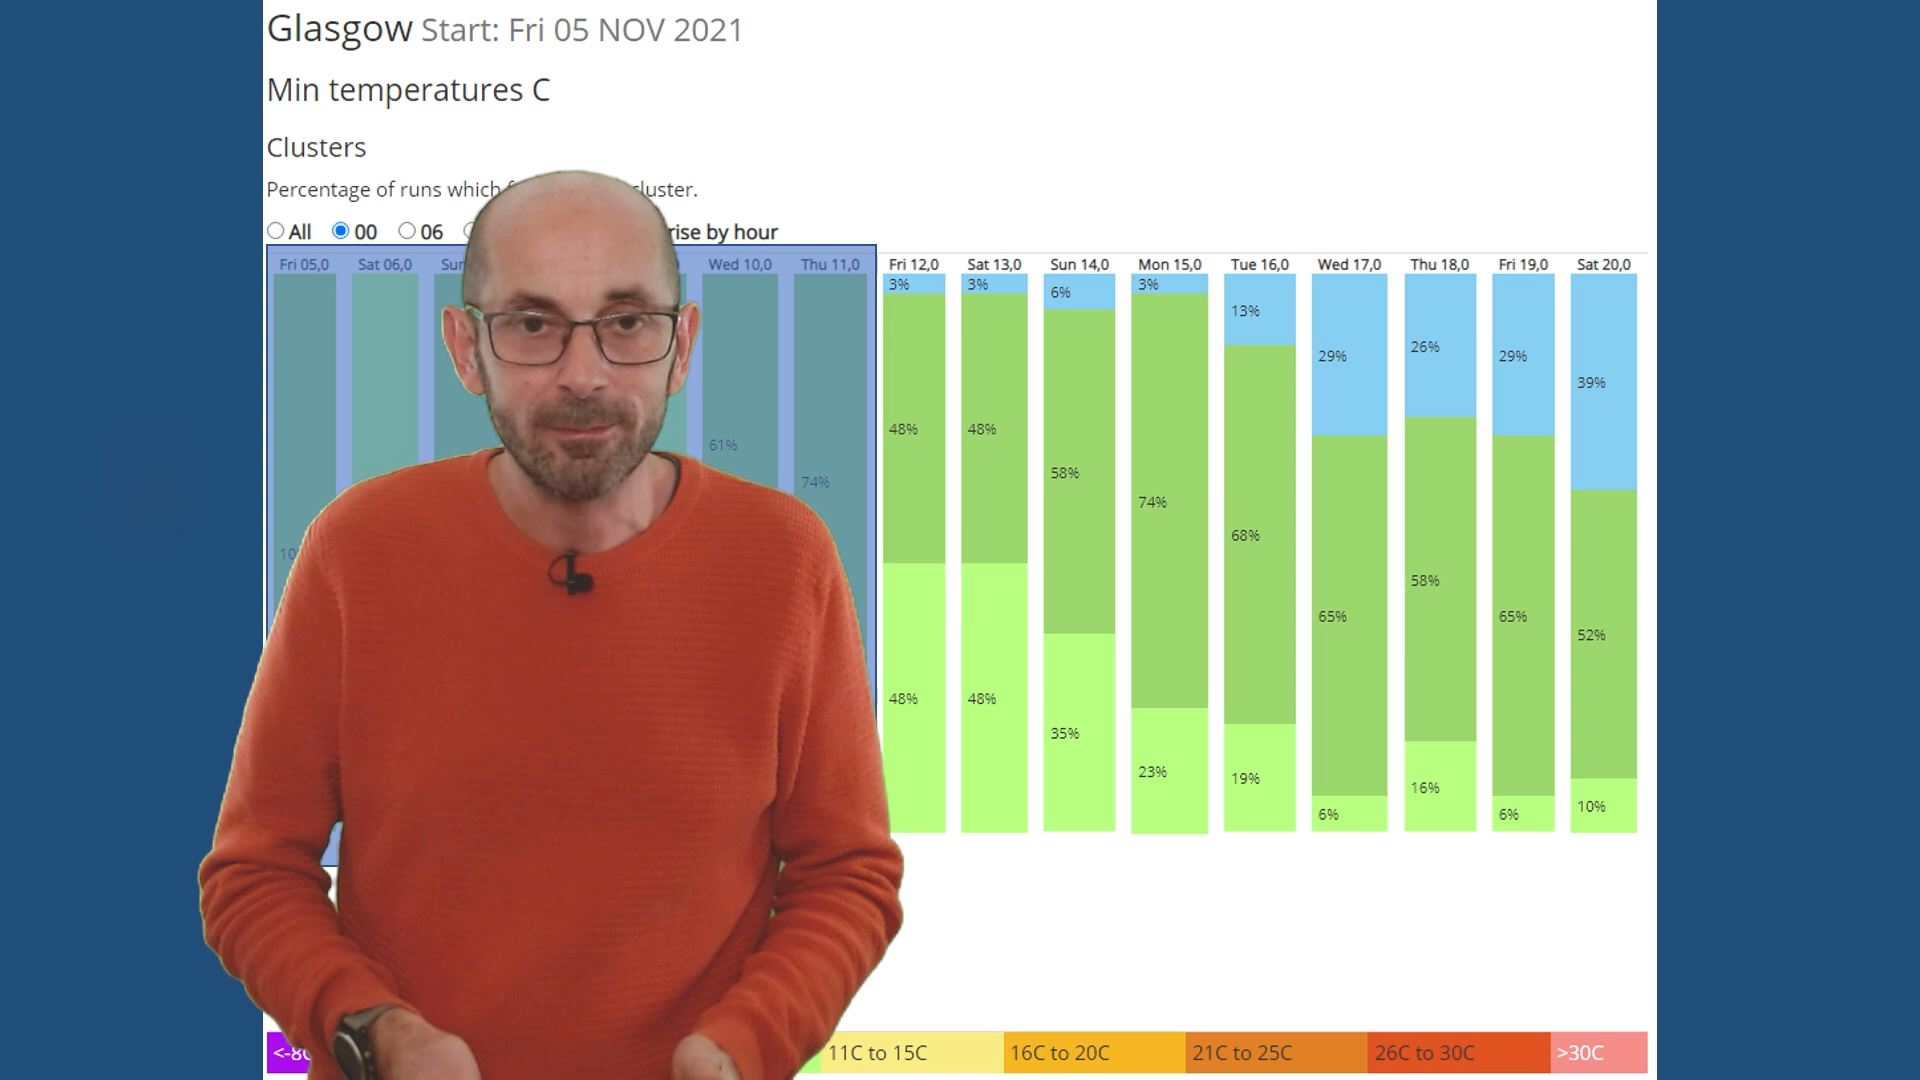 Glasgow Start: Fri 05 NOV 2021
Min temperatures C
Clusters
Percentage of runs which cluster.
All 00 06 rise by hour
Fri 05,0 Sat 06,0 Sun Wed 10,0 Thu 11,0 Fri 12,0 Sat 13,0 Sun 14,0 Mon 15,0 Tue 16,0 Wed 17,0 Thu 18,0 Fri 19,0 Sat 20,0
3% 3% 6% 3% 13% 29% 26% 29% 39%
61% 74% 48% 48% 58% 74% 68% 65% 58% 65% 52%
48% 48% 35% 23% 19% 6% 16% 6% 10%
11C to 15C 16C to 20C 21C to 25C 26C to 30C >30C